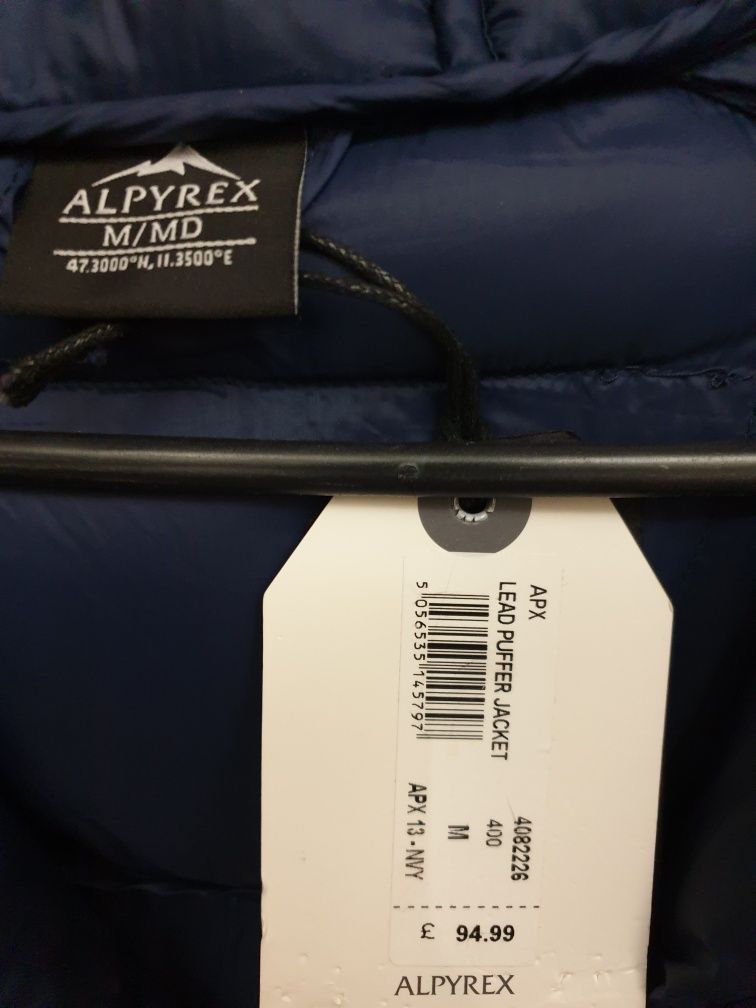 ALPYREX
M/MD
47.3000°N, 11.3500°E
APX
LEAD PUFFER JACKET
5 056535 145797
4082226
400
M
APX 13 - NVY
£ 94.99
ALPYREX